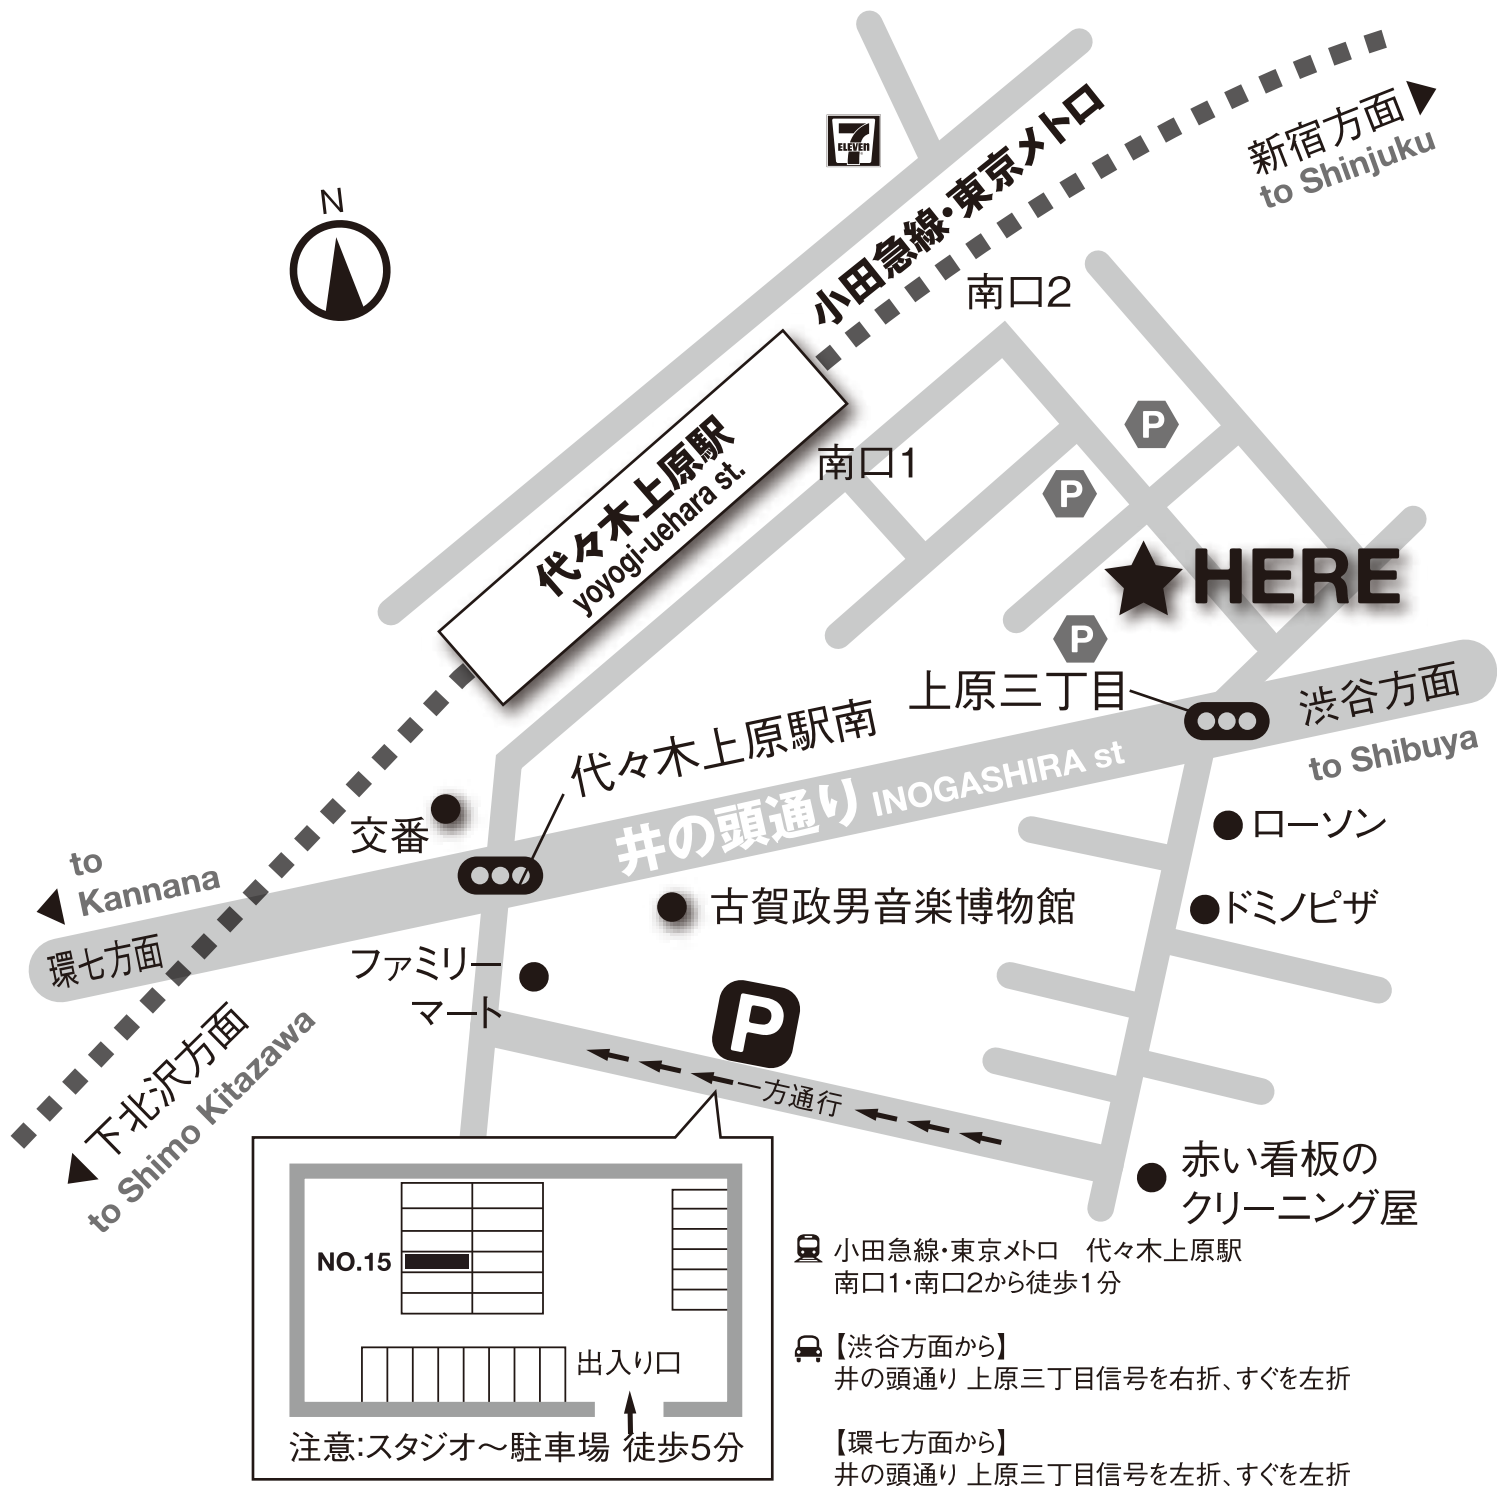 7
ELEVEN
小田急線・東京メトロ
新宿方面
to Shinjuku
N
南口2
代々木上原駅
yoyogi-uehara st.
南口1
P
P
HERE
P
上原三丁目
渋谷方面
to Shibuya
代々木上原駅南
井の頭通り INOGASHIRA st
交番
to
Kannana
環七方面
ローソン
ドミノピザ
古賀政男音楽博物館
ファミリー
マート
P
一方通行
下北沢方面
to Shimo Kitazawa
赤い看板の
クリーニング屋
NO.15
出入り口
注意:スタジオ～駐車場 徒歩5分
小田急線・東京メトロ　代々木上原駅
南口1・南口2から徒歩1分
【渋谷方面から】
井の頭通り 上原三丁目信号を右折、すぐを左折
【環七方面から】
井の頭通り 上原三丁目信号を左折、すぐを左折